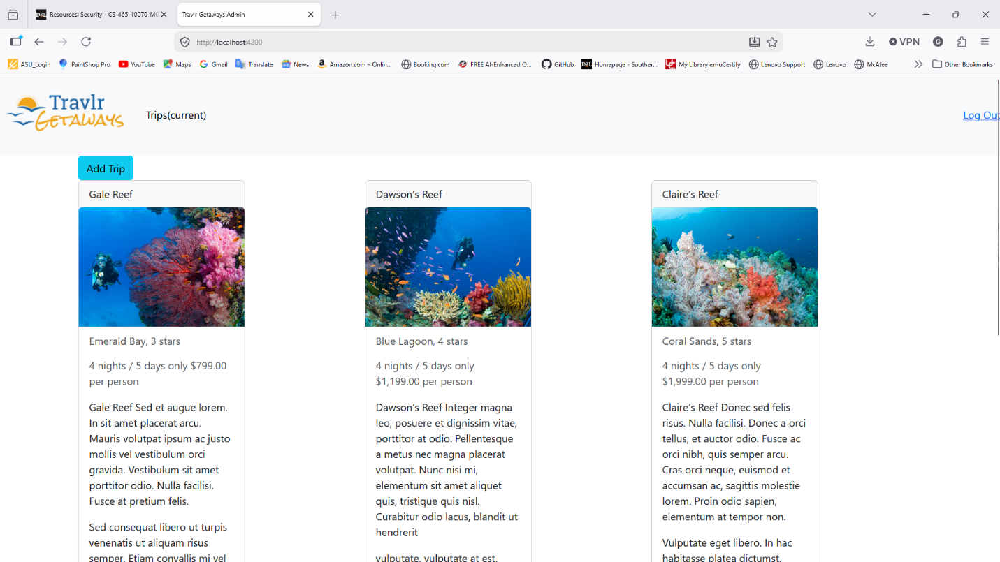 Resources: Security - CS-465-10070-M
Travlr Getaways Admin
http://localhost:4200
VPN
G
ASU_Login
PaintShop Pro
YouTube
Maps
Gmail
Translate
News
Amazon.com – Onlin...
Booking.com
FREE AI-Enhanced O...
GitHub
D2L Homepage - Souther...
My Library en-uCertify
Lenovo Support
Lenovo
McAfee
Other Bookmarks
Travlr
GETAWAYS
Trips(current)
Log Out
Add Trip
Gale Reef
Emerald Bay, 3 stars
4 nights / 5 days only $799.00
per person
Gale Reef Sed et augue lorem.
In sit amet placerat arcu.
Mauris volutpat ipsum ac justo
mollis vel vestibulum orci
gravida. Vestibulum sit amet
porttitor odio. Nulla facilisi.
Fusce at pretium felis.
Sed consequat libero ut turpis
venenatis ut aliquam risus
semper. Etiam convallis mi vel
Dawson's Reef
Blue Lagoon, 4 stars
4 nights / 5 days only
$1,199.00 per person
Dawson's Reef Integer magna
leo, posuere et dignissim vitae,
porttitor at odio. Pellentesque
a metus nec magna placerat
volutpat. Nunc nisi mi,
elementum sit amet aliquet
quis, tristique quis nisl.
Curabitur odio lacus, blandit ut
hendrerit
vulputate, vulputate at est.
Claire's Reef
Coral Sands, 5 stars
4 nights / 5 days only
$1,999.00 per person
Claire's Reef Donec sed felis
risus. Nulla facilisi. Donec a orci
tellus, et auctor odio. Fusce ac
orci nibh, quis semper arcu.
Cras orci neque, euismod et
accumsan ac, sagittis molestie
lorem. Proin odio sapien,
elementum at tempor non.
Vulputate eget libero. In hac
habitasse platea dictumst.